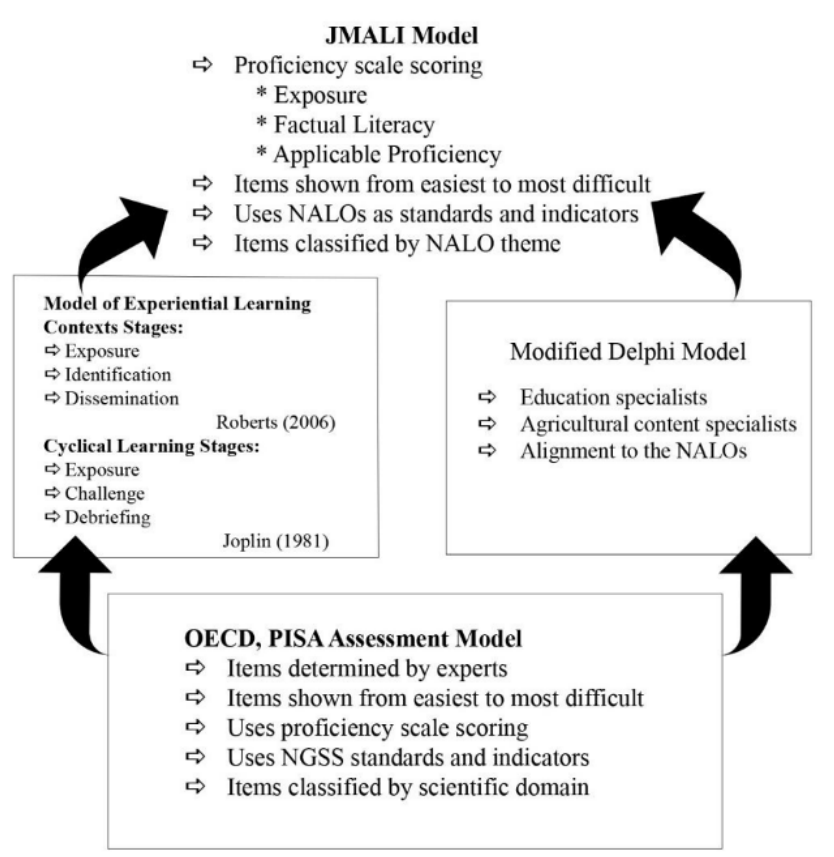 JMALI Model
⇨ Proficiency scale scoring
* Exposure
* Factual Literacy
* Applicable Proficiency
⇨ Items shown from easiest to most difficult
⇨ Uses NALOs as standards and indicators
⇨ Items classified by NALO theme
Model of Experiential Learning
Contexts Stages:
⇨ Exposure
⇨ Identification
⇨ Dissemination
Roberts (2006)
Cyclical Learning Stages:
⇨ Exposure
⇨ Challenge
⇨ Debriefing
Joplin (1981)
Modified Delphi Model
⇨ Education specialists
⇨ Agricultural content specialists
⇨ Alignment to the NALOs
OECD, PISA Assessment Model
⇨ Items determined by experts
⇨ Items shown from easiest to most difficult
⇨ Uses proficiency scale scoring
⇨ Uses NGSS standards and indicators
⇨ Items classified by scientific domain